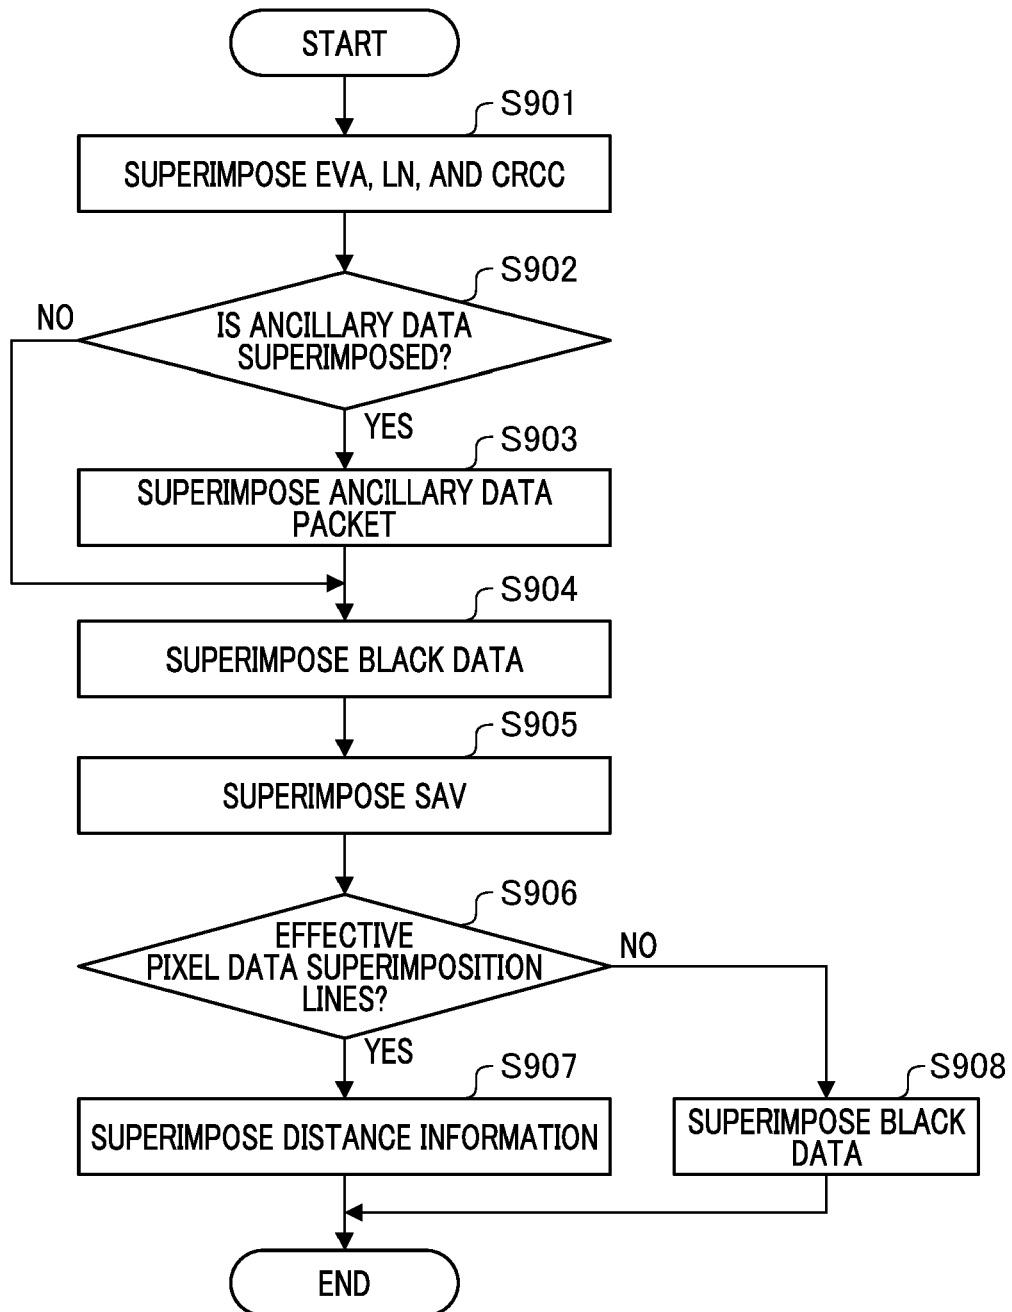 START
S901
SUPERIMPOSE EVA, LN, AND CRCC
S902
NO
IS ANCILLARY DATA
SUPERIMPOSED?
YES
S903
SUPERIMPOSE ANCILLARY DATA
PACKET
S904
SUPERIMPOSE BLACK DATA
S905
SUPERIMPOSE SAV
S906
EFFECTIVE
PIXEL DATA SUPERIMPOSITION
LINES?
NO
YES
S907
SUPERIMPOSE DISTANCE INFORMATION
S908
SUPERIMPOSE BLACK
DATA
END